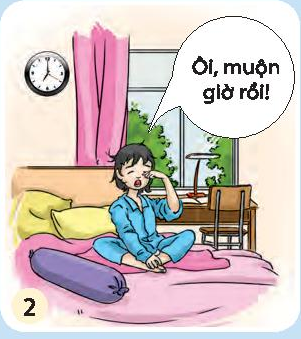 Ôi, muộn
giờ rồi!
2